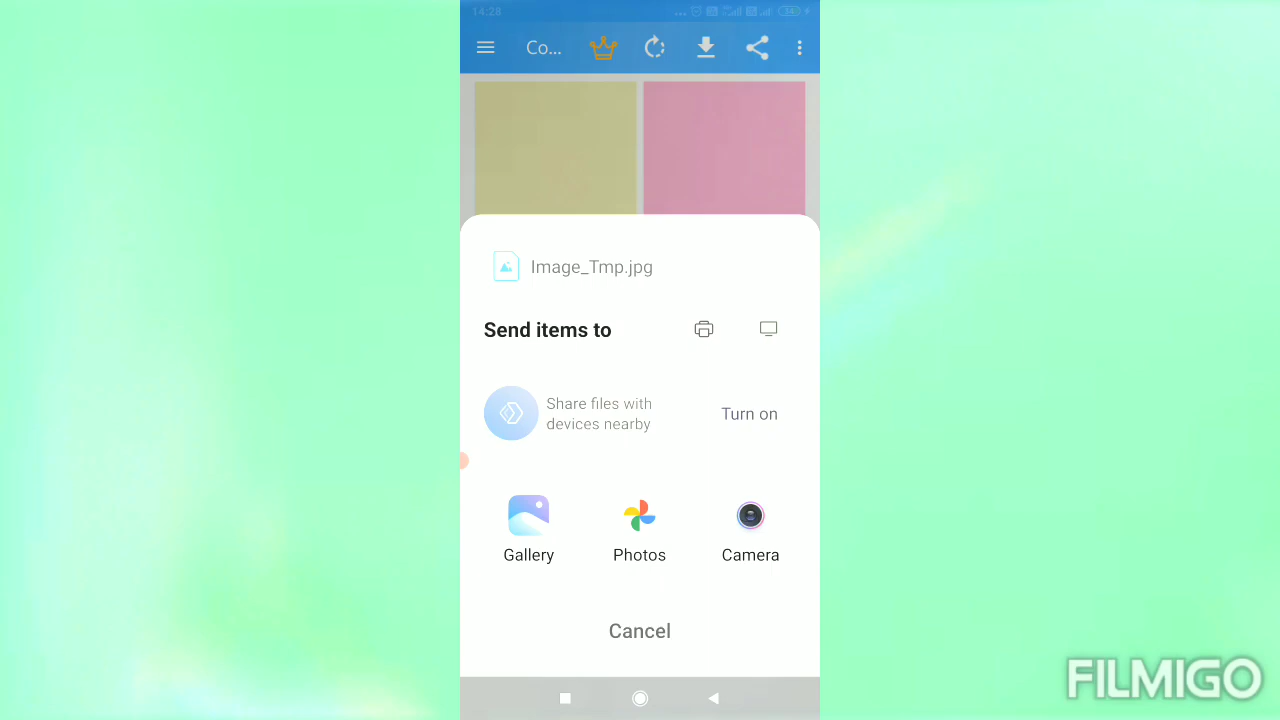 14:28
Co...
Image_Tmp.jpg
Send items to
Share files with
devices nearby
Turn on
Gallery
Photos
Camera
Cancel
FILMIGO